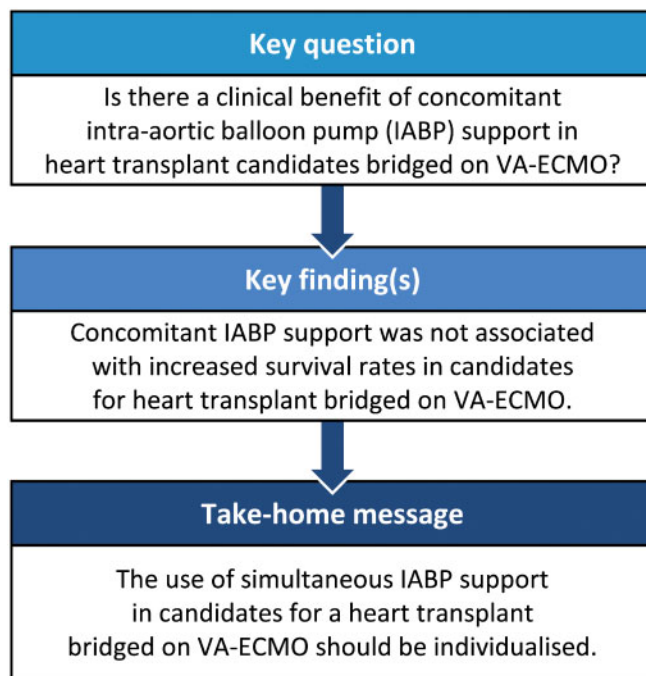 Key question
Is there a clinical benefit of concomitant
intra-aortic balloon pump (IABP) support in
heart transplant candidates bridged on VA-ECMO?
Key finding(s)
Concomitant IABP support was not associated
with increased survival rates in candidates
for heart transplant bridged on VA-ECMO.
Take-home message
The use of simultaneous IABP support
in candidates for a heart transplant
bridged on VA-ECMO should be individualised.